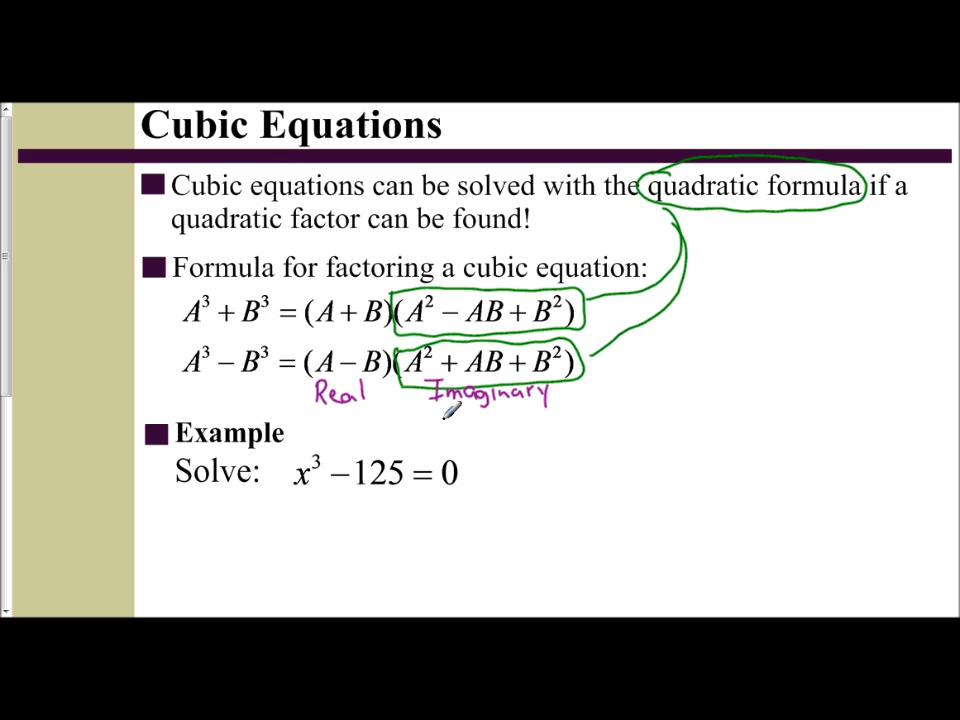 Cubic Equations
Cubic equations can be solved with the quadratic formula if a
quadratic factor can be found!
Formula for factoring a cubic equation:
A³ + B³ = (A + B)(A² − AB + B²)
A³ − B³ = (A − B)(A² + AB + B²)
Real Imaginary
Example
Solve: x³ − 125 = 0